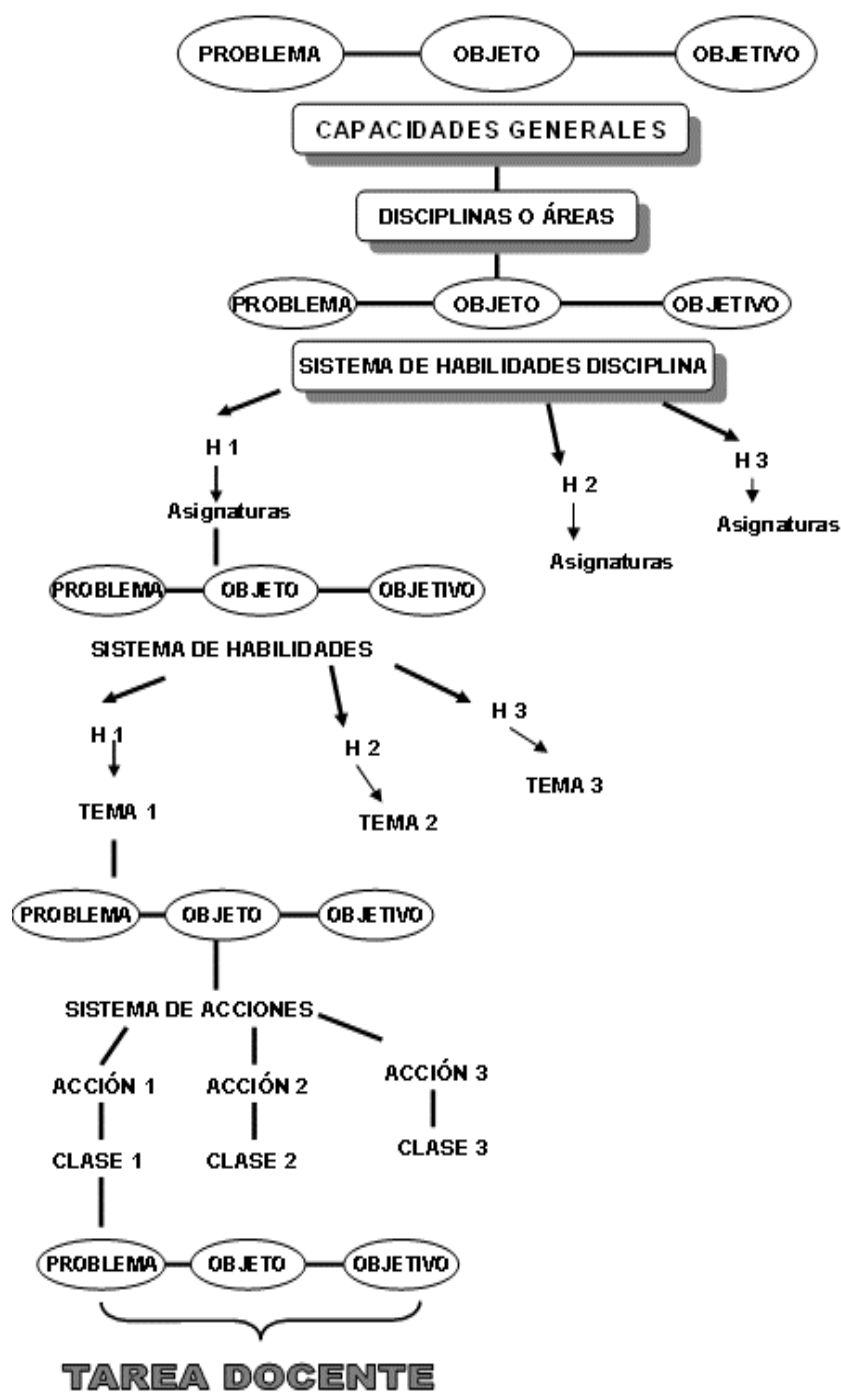 PROBLEMA OBJETO OBJETIVO
CAPACIDADES GENERALES
DISCIPLINAS O ÁREAS
PROBLEMA OBJETO OBJETIVO
SISTEMA DE HABILIDADES DISCIPLINA
H 1
H 3
H 2
Asignaturas
Asignaturas
Asignaturas
PROBLEMA OBJETO OBJETIVO
SISTEMA DE HABILIDADES
H 3
H 1
H 2
TEMA 3
TEMA 1
TEMA 2
PROBLEMA OBJETO OBJETIVO
SISTEMA DE ACCIONES
ACCIÓN 1 ACCIÓN 2 ACCIÓN 3
CLASE 1 CLASE 2 CLASE 3
PROBLEMA OBJETO OBJETIVO
TAREA DOCENTE